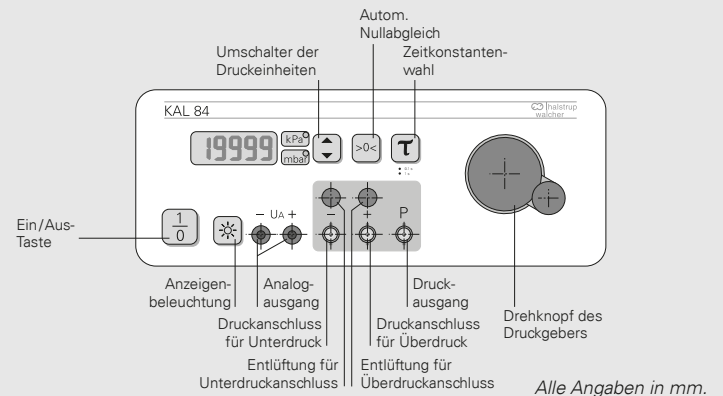 Autom.
Nullabgleich
Umschalter der
Druckeinheiten
Zeitkonstanten-
wahl
KAL 84
halstrup
walcher
19999
kPa
mbar
>0<
τ
Ein/Aus-
Taste
1
0
– UA +
–
+
P
Anzeigen-
beleuchtung
Analog-
ausgang
Druck-
ausgang
Drehknopf des
Druckgebers
Druckanschluss
für Unterdruck
Druckanschluss
für Überdruck
Entlüftung für
Unterdruckanschluss
Entlüftung für
Überdruckanschluss
Alle Angaben in mm.